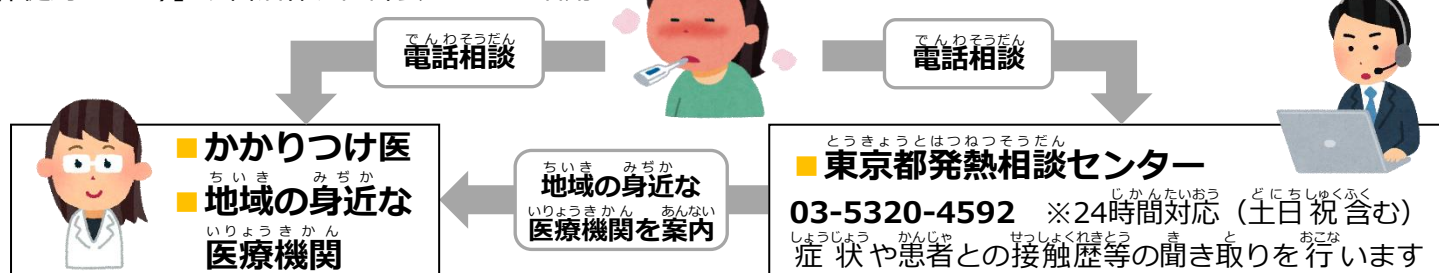 電話相談
電話相談
■かかりつけ医
■地域の身近な
医療機関
地域の身近な
医療機関を案内
■東京都発熱相談センター
03-5320-4592 ※24時間対応（土日祝含む）
症状や患者との接触歴等の聞き取りを行います